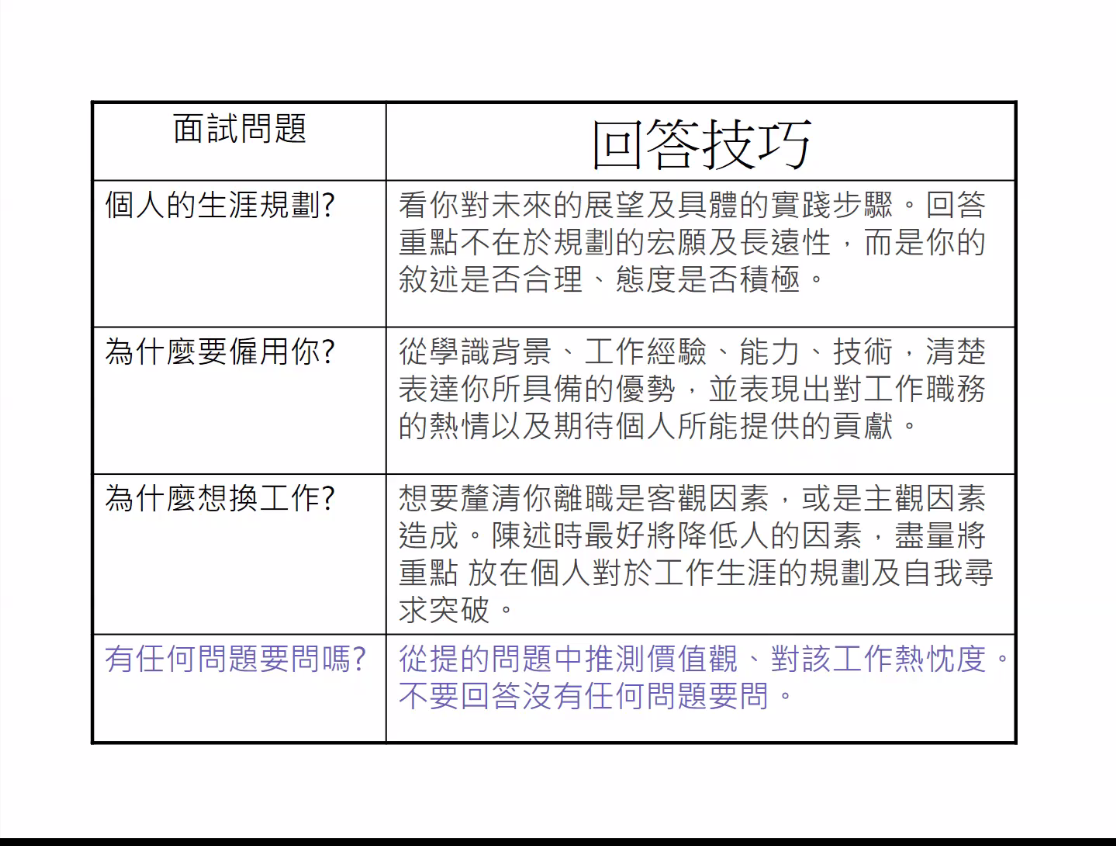 面試問題
回答技巧
個人的生涯規劃?
看你對未來的展望及具體的實踐步驟。回答
重點不在於規劃的宏願及長遠性，而是你的
敘述是否合理、態度是否積極。
為什麼要僱用你?
從學識背景、工作經驗、能力、技術，清楚
表達你所具備的優勢，並表現出對工作職務
的熱情以及期待個人所能提供的貢獻。
為什麼想換工作?
想要釐清你離職是客觀因素，或是主觀因素
造成。陳述時最好將降低人的因素，盡量將
重點 放在個人對於工作生涯的規劃及自我尋
求突破。
有任何問題要問嗎?
從提的問題中推測價值觀、對該工作熱忱度。
不要回答沒有任何問題要問。